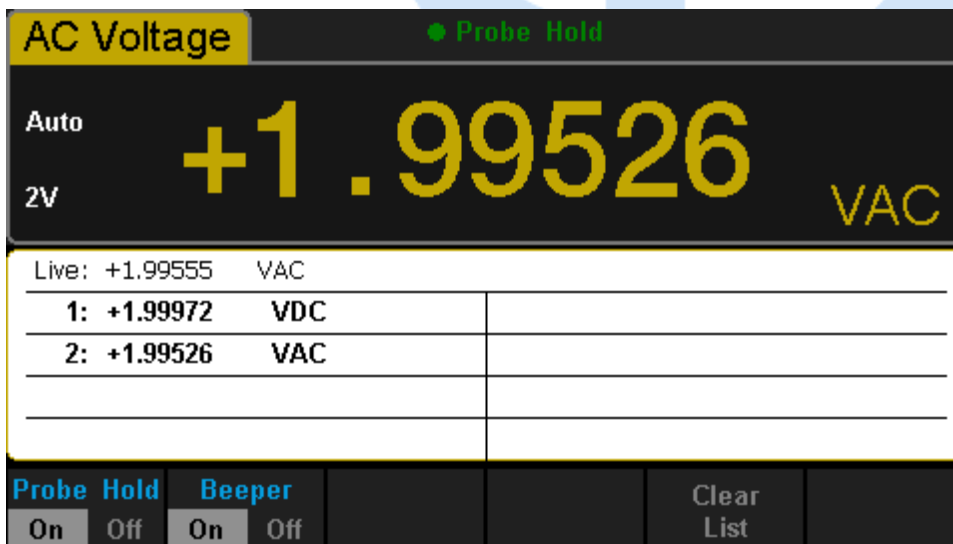 AC Voltage
● Probe Hold
Auto
+1.99526
2V
VAC
Live: +1.99555 VAC
1: +1.99972 VDC
2: +1.99526 VAC
Probe Hold Beeper Clear
On Off On Off List